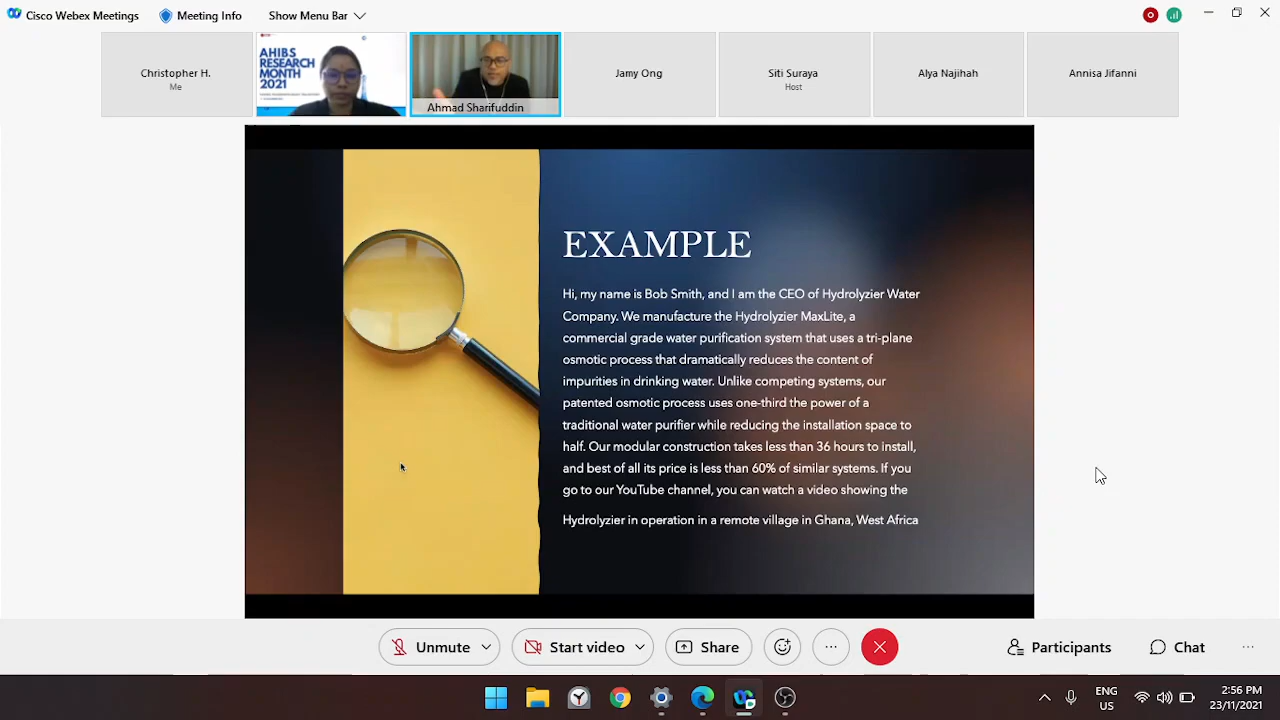 Cisco Webex Meetings
Meeting Info
Show Menu Bar
Christopher H.
Me
AHIBS
RESEARCH
MONTH
2021
Ahmad Sharifuddin
Jamy Ong
Siti Suraya
Host
Alya Najihah
Annisa Jifanni
EXAMPLE
Hi, my name is Bob Smith, and I am the CEO of Hydrolyzier Water
Company. We manufacture the Hydrolyzier MaxLite, a
commercial grade water purification system that uses a tri-plane
osmotic process that dramatically reduces the content of
impurities in drinking water. Unlike competing systems, our
patented osmotic process uses one-third the power of a
traditional water purifier while reducing the installation space to
half. Our modular construction takes less than 36 hours to install,
and best of all its price is less than 60% of similar systems. If you
go to our YouTube channel, you can watch a video showing the
Hydrolyzier in operation in a remote village in Ghana, West Africa
Unmute
Start video
Share
Participants
Chat
ENG
US
2:56 PM
23/11/2021